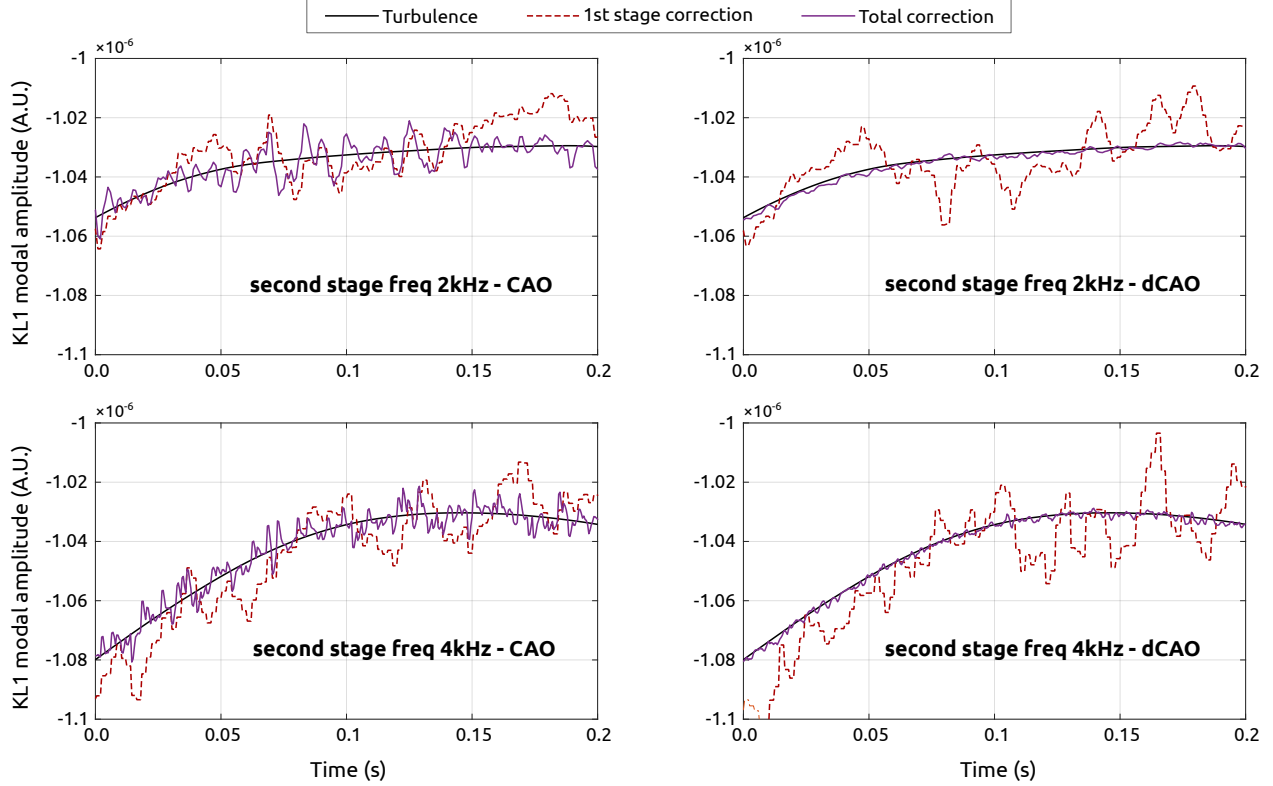 Turbulence 1st stage correction Total correction
×10⁻⁶ ×10⁻⁶
-1 -1
-1.02 -1.02
-1.04 -1.04
-1.06 -1.06
-1.08 -1.08
-1.1 -1.1
KL1 modal amplitude (A.U.)
second stage freq 2kHz - CAO second stage freq 2kHz - dCAO
0.0 0.05 0.1 0.15 0.2 0.0 0.05 0.1 0.15 0.2
×10⁻⁶ ×10⁻⁶
-1 -1
-1.02 -1.02
-1.04 -1.04
-1.06 -1.06
-1.08 -1.08
-1.1 -1.1
KL1 modal amplitude (A.U.)
second stage freq 4kHz - CAO second stage freq 4kHz - dCAO
0.0 0.05 0.1 0.15 0.2 0.0 0.05 0.1 0.15 0.2
Time (s) Time (s)